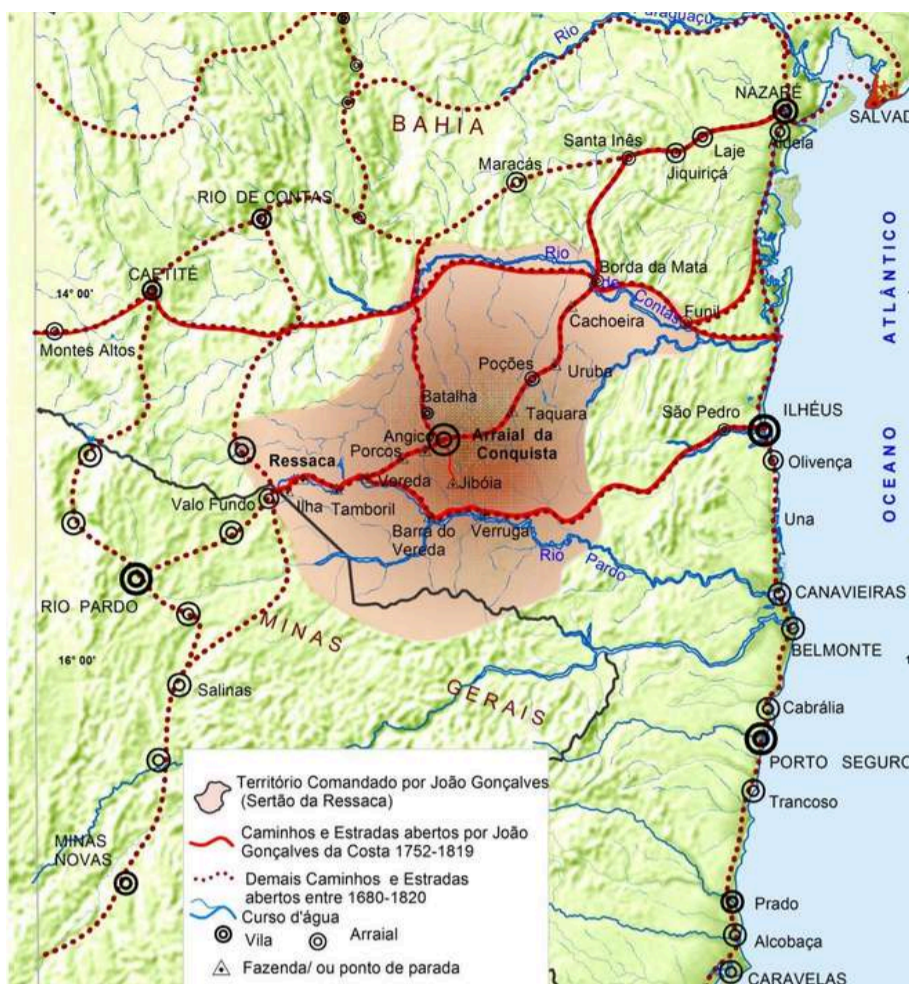 Rio Paraguaçu
NAZARÉ
SALVAD
BAHIA
Aldeia
Santa Inês
Laje
Jiquiriçá
Maracás
RIO DE CONTAS
CAETITÉ
Rio
Borda da Mata
de
14° 00'
Contas
Funil
Cachoeira
Montes Altos
ATLÂNTICO
Poções
Uruba
Batalha
Taquara
São Pedro
ILHÉUS
Angico
Arraial da
Conquista
Porcos
Ressaca
Olivença
Vereda
Jibóia
OCEANO
Valo Fundo
Ilha
Tamboril
Una
Barra do
Vereda
Verruga
Rio Pardo
RIO PARDO
CANAVIEIRAS
MINAS
BELMONTE
16° 00'
Salinas
GERAIS
Cabrália
PORTO SEGURO
Território Comandado por João Gonçalves
(Sertão da Ressaca)
Trancoso
Caminhos e Estradas abertos por João
Gonçalves da Costa 1752-1819
MINAS
NOVAS
Demais Caminhos e Estradas
abertos entre 1680-1820
Curso d'água
Vila
Arraial
Fazenda/ ou ponto de parada
Prado
Alcobaça
CARAVELAS